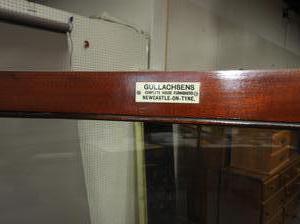 GULLACHSENS
COMPLETE HOUSE FURNISHERS
NEWCASTLE-ON-TYNE.